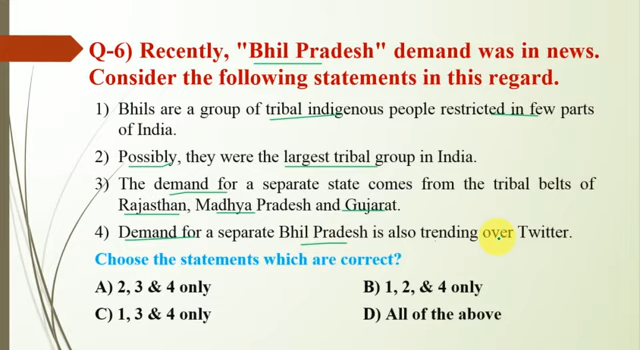 Q-6) Recently, "Bhil Pradesh" demand was in news.
Consider the following statements in this regard.
1) Bhils are a group of tribal indigenous people restricted in few parts
of India.
2) Possibly, they were the largest tribal group in India.
3) The demand for a separate state comes from the tribal belts of
Rajasthan, Madhya Pradesh and Gujarat.
4) Demand for a separate Bhil Pradesh is also trending over Twitter.
Choose the statements which are correct?
A) 2, 3 & 4 only B) 1, 2, & 4 only
C) 1, 3 & 4 only D) All of the above